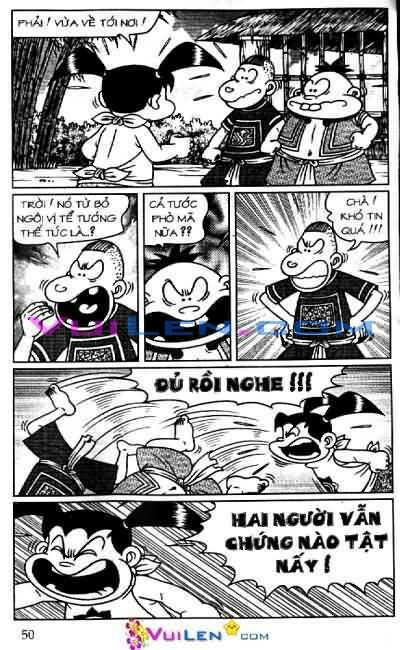 PHẢI! VỪA VỀ TỚI NƠI!
TRỜI! NÓ TỪ BỎ
NGÔI VỊ TỂ TƯỚNG
THẾ TỨC LÀ..?
CẢ TƯỚC
PHÒ MÃ
NỮA ??
CHÀ!
KHÓ TIN
QUÁ!!!
VUILEN.COM
ĐỦ RỒI NGHE!!!
HAI NGƯỜI VẪN
CHỨNG NÀO TẬT
NẤY!
50
VUILEN.COM